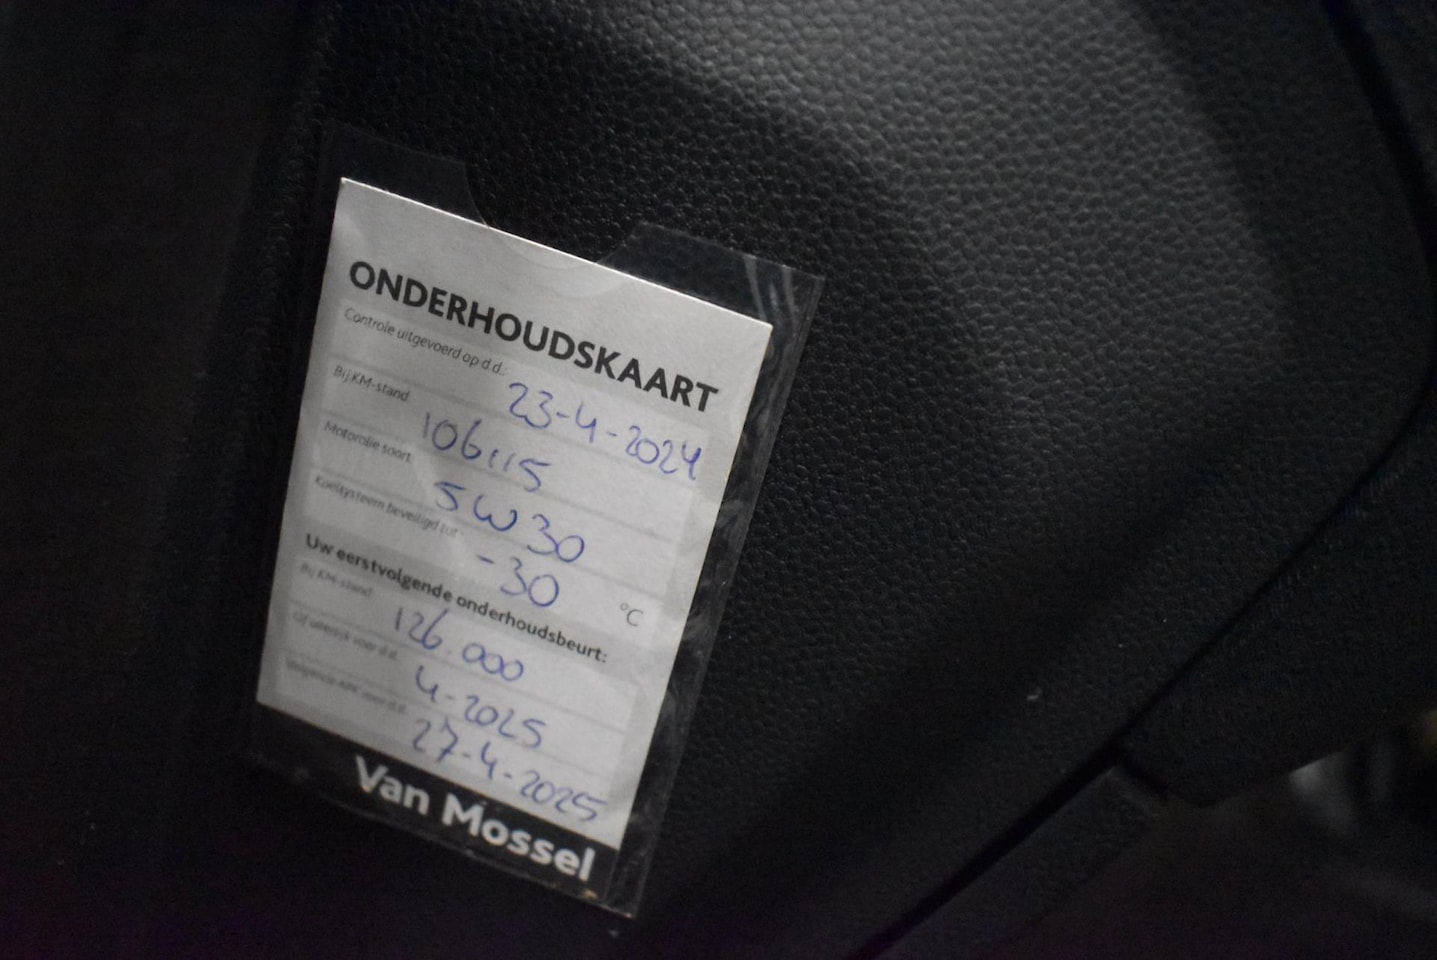 ONDERHOUDSKAART
Controle uitgevoerd op d.d.: 23-4-2024
Bij KM-stand 106115
Motorolie soort 5W30
Koelsysteem beveiligd tot: -30 °C
Uw eerstvolgende onderhoudsbeurt:
Bij KM-stand 126.000
Of uiterlijk voor d.d. 4-2025
Volgende APK voor d.d. 27-4-2025
Van Mossel